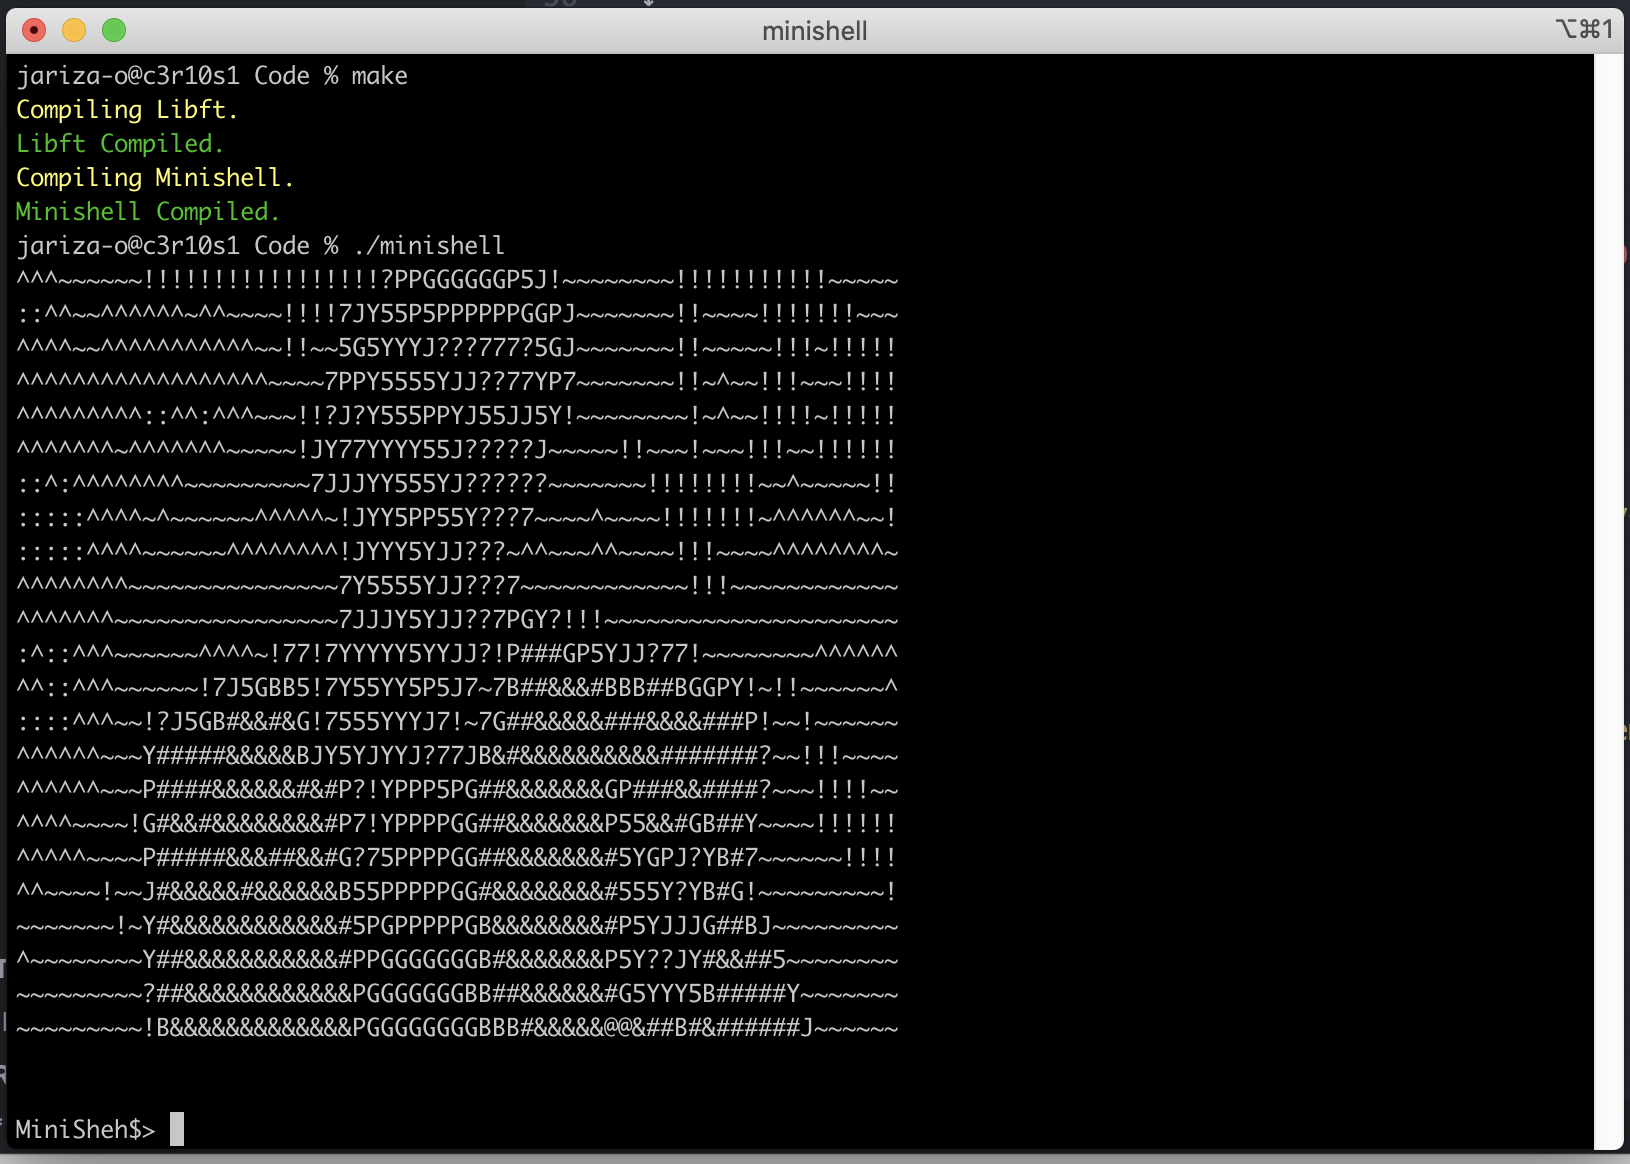 minishell
⌥⌘1
jariza-o@c3r10s1 Code % make
Compiling Libft.
Libft Compiled.
Compiling Minishell.
Minishell Compiled.
jariza-o@c3r10s1 Code % ./minishell
^^^~~~~~~!!!!!!!!!!!!!!!!!?PPGGGGGGP5J!~~~~~~~~!!!!!!!!!!!~~~~~
::^^~~^^^^^^~^^~~~~!!!!7JY55P5PPPPPPGGPJ~~~~~~~!!~~~~!!!!!!!~~~
^^^^~~^^^^^^^^^^^~~!!~~5G5YYYJ???777?5GJ~~~~~~~!!~~~~~!!!~!!!!!
^^^^^^^^^^^^^^^^^^~~~~7PPY5555YJJ??77YP7~~~~~~~!!~^~~!!!~~~!!!!
^^^^^^^^^::^^:^^^~~~!!?J?Y555PPYJ55JJ5Y!~~~~~~~~!~^~~!!!!~!!!!!
^^^^^^^~^^^^^^^~~~~~!JY77YYYY55J?????J~~~~~!!~~~!~~~!!!~~!!!!!!
::^:^^^^^^^^~~~~~~~~~7JJJYY555YJ??????~~~~~~~!!!!!!!!~~^~~~~~!!
:::::^^^^~^~~~~~~^^^^^~!JYY5PP55Y???7~~~~^~~~~!!!!!!!~^^^^^^~~!
:::::^^^^~~~~~~^^^^^^^^!JYYY5YJJ???~^^~~~^^~~~~!!!~~~~^^^^^^^^~
^^^^^^^^~~~~~~~~~~~~~~~7Y5555YJJ???7~~~~~~~~~~~~!!!~~~~~~~~~~~~
^^^^^^^~~~~~~~~~~~~~~~~7JJJY5YJJ??7PGY?!!!~~~~~~~~~~~~~~~~~~~~~
:^::^^^~~~~~~^^^^~!77!7YYYYY5YYJJ?!P###GP5YJJ?77!~~~~~~~~^^^^^^
^^::^^^~~~~~~!7J5GBB5!7Y55YY5P5J7~7B##&&&#BBB##BGGPY!~!!~~~~~~^
::::^^^~~!?J5GB#&&#&G!7555YYYJ7!~7G##&&&&&###&&&&###P!~~!~~~~~~
^^^^^^~~~Y#####&&&&&BJY5YJYYJ?77JB&#&&&&&&&&&&#######?~~!!!~~~~
^^^^^^~~~P####&&&&&&#&#P?!YPPP5PG##&&&&&&&GP###&&####?~~~!!!!~~
^^^^~~~~!G#&&#&&&&&&&&#P7!YPPPPGG##&&&&&&&P55&&#GB##Y~~~~!!!!!!
^^^^^~~~~P#####&&&##&&#G?75PPPPGG##&&&&&&&#5YGPJ?YB#7~~~~~~!!!!
^^~~~~!~~J#&&&&&#&&&&&&B55PPPPPGG#&&&&&&&&#555Y?YB#G!~~~~~~~~~!
~~~~~~~!~Y#&&&&&&&&&&&&#5PGPPPPPGB&&&&&&&&#P5YJJJG##BJ~~~~~~~~~
^~~~~~~~~Y##&&&&&&&&&&&#PPGGGGGGGB#&&&&&&&P5Y??JY#&&##5~~~~~~~~
~~~~~~~~~?##&&&&&&&&&&&&PGGGGGGGBB##&&&&&&#G5YYY5B#####Y~~~~~~~
~~~~~~~~~!B&&&&&&&&&&&&&PGGGGGGGGBBB#&&&&&@@&##B#&######J~~~~~~
MiniSheh$>